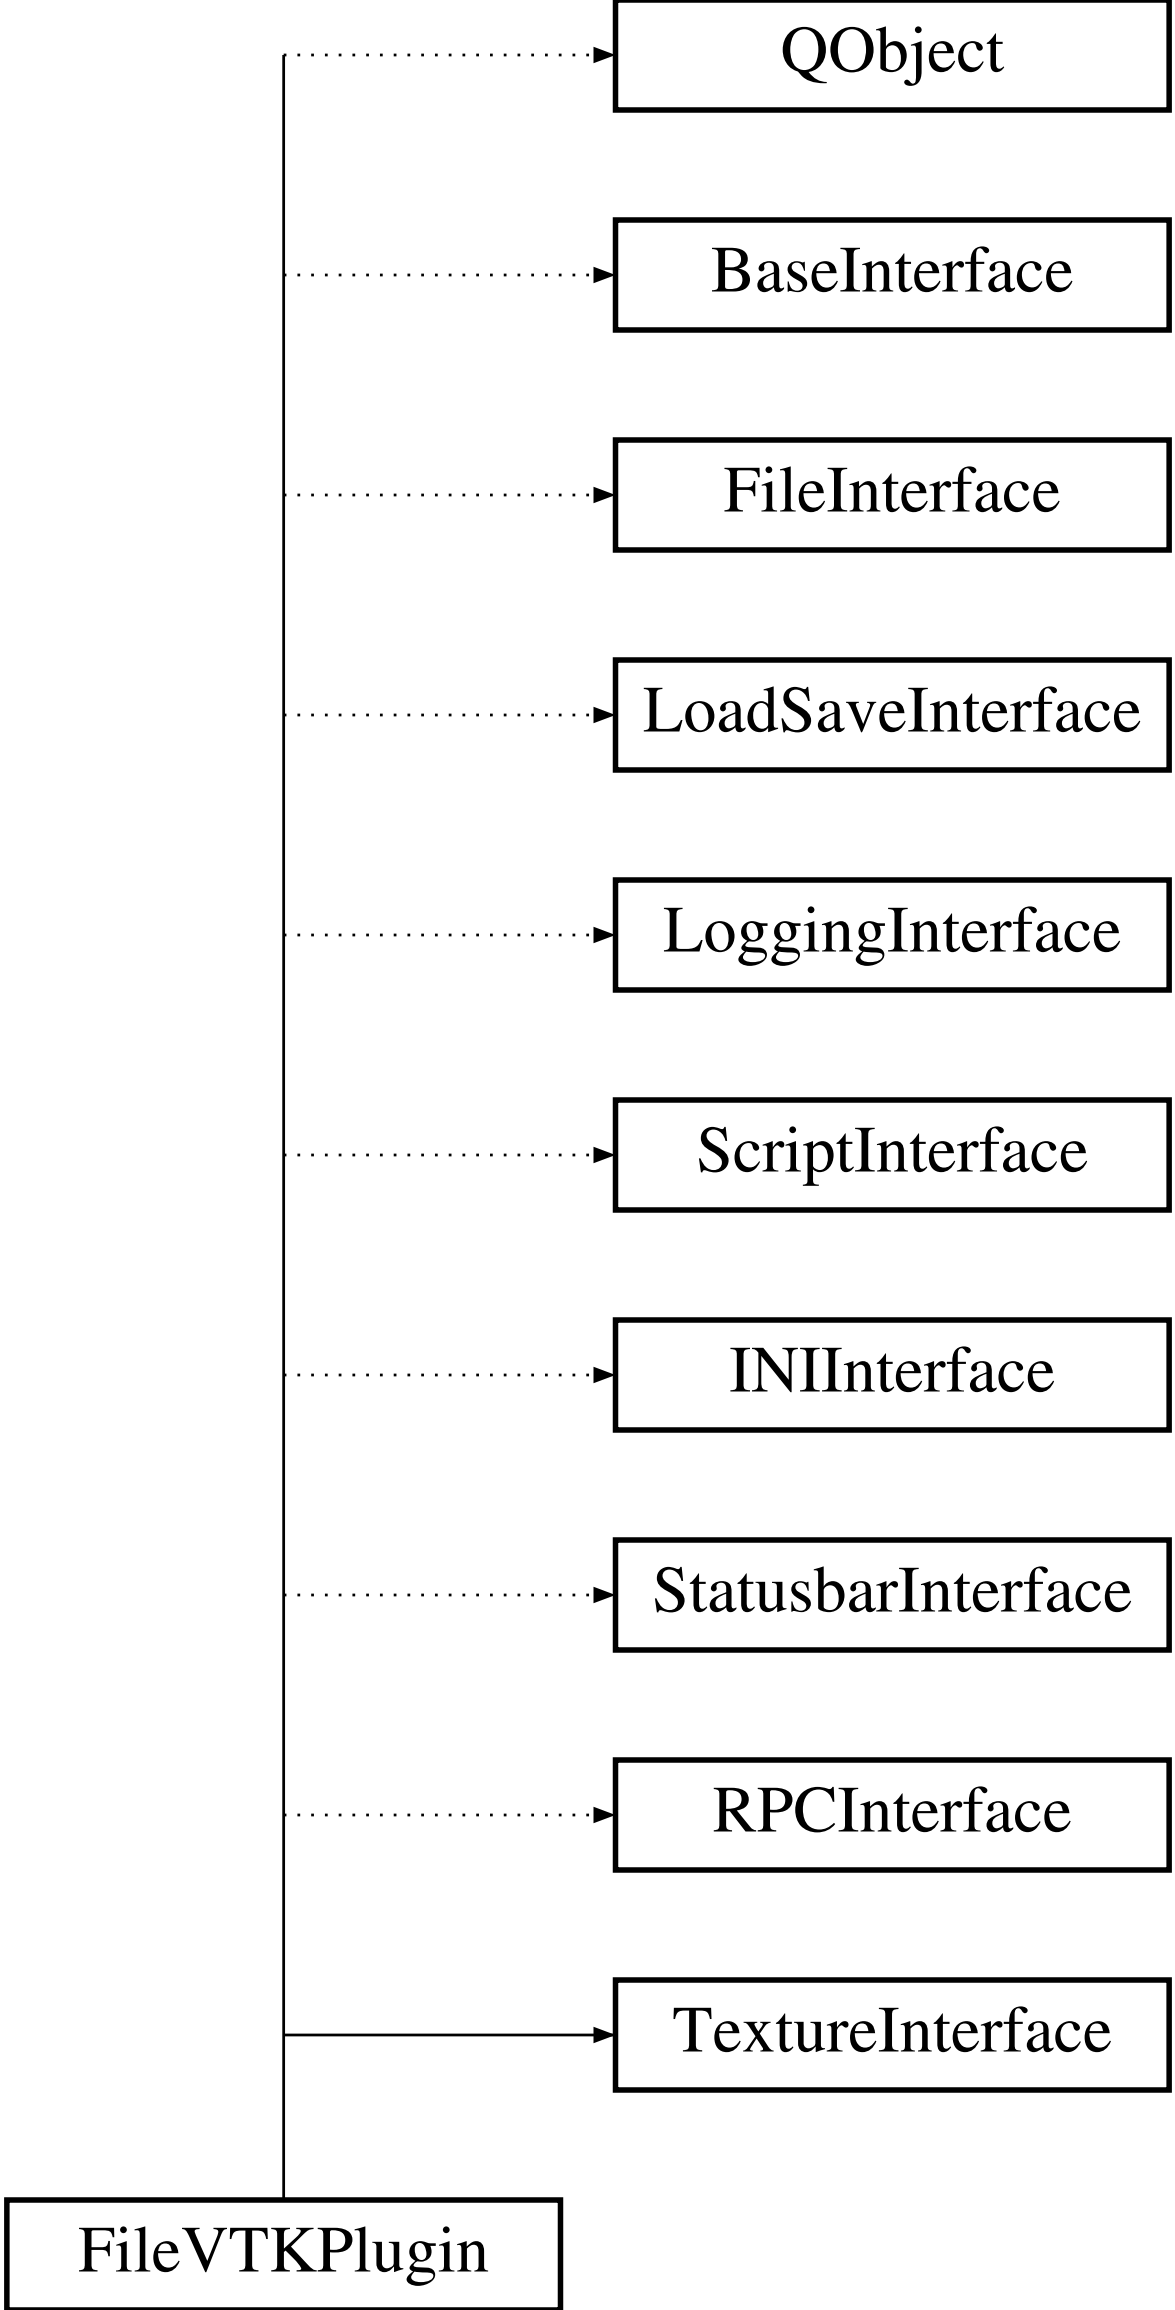 QObject
BaseInterface
FileInterface
LoadSaveInterface
LoggingInterface
ScriptInterface
INIInterface
StatusbarInterface
RPCInterface
TextureInterface
FileVTKPlugin